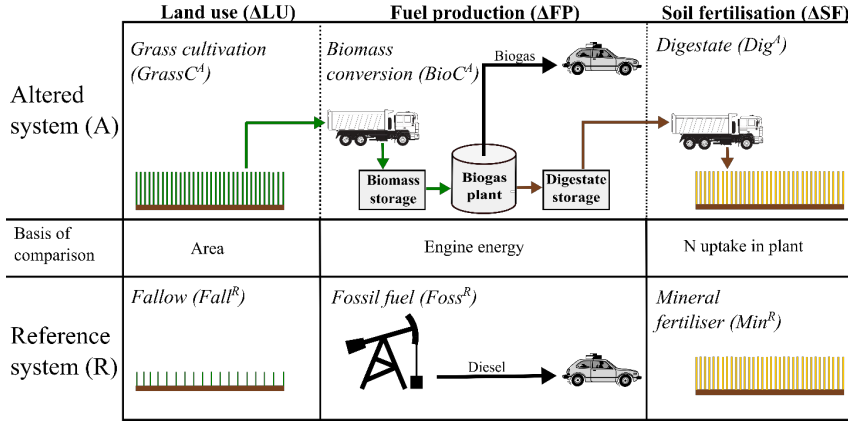 Land use (ΔLU)
Fuel production (ΔFP)
Soil fertilisation (ΔSF)
Altered
system (A)
Grass cultivation
(GrassC^A)
Biomass
conversion (BioC^A)
Biogas
Biomass
storage
Biogas
plant
Digestate
storage
Digestate (Dig^A)
Basis of
comparison
Area
Engine energy
N uptake in plant
Reference
system (R)
Fallow (Fall^R)
Fossil fuel (Foss^R)
Diesel
Mineral
fertiliser (Min^R)